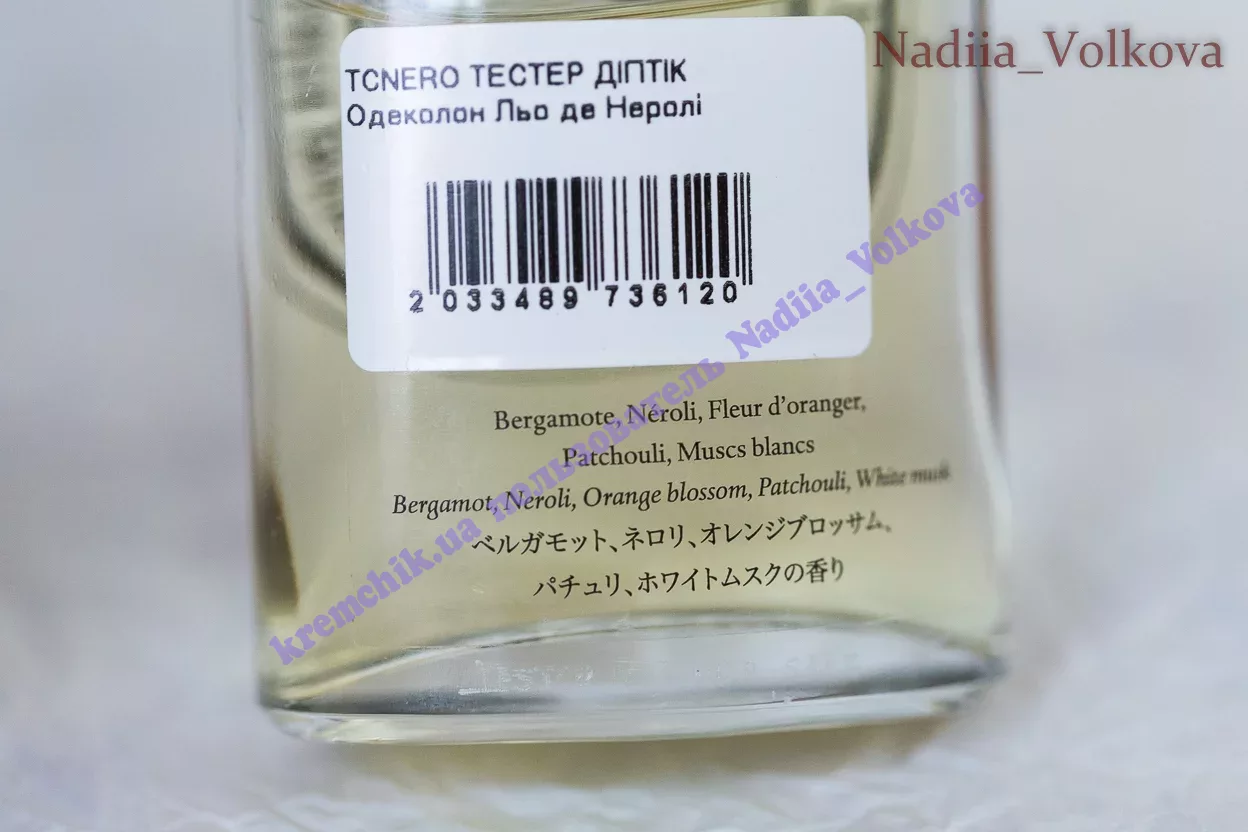 Nadiia_Volkova
TCNERO ТЕСТЕР ДІПТІК
Одеколон Льо де Неролі
2 033489 736120
Bergamote, Néroli, Fleur d'oranger,
Patchouli, Muscs blancs
Bergamot, Neroli, Orange blossom, Patchouli, White musk
ベルガモット、ネロリ、オレンジブロッサム、
パチュリ、ホワイトムスクの香り
kremchik.ua пользователь Nadiia_Volkova